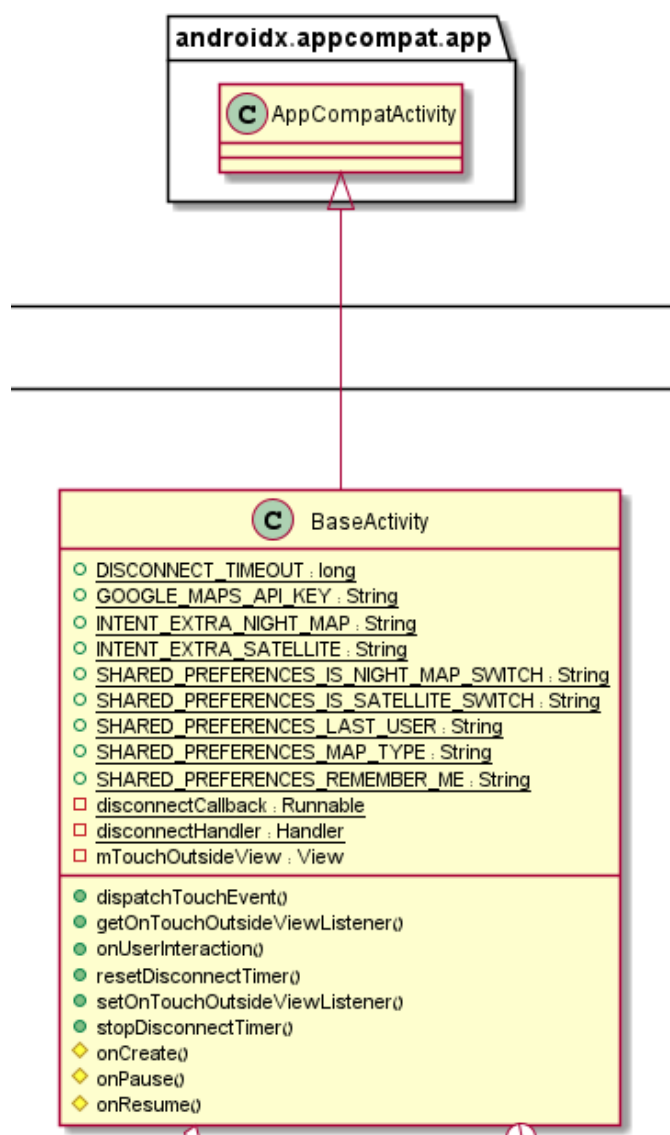 androidx.appcompat.app
C AppCompatActivity
C BaseActivity
DISCONNECT_TIMEOUT : long
GOOGLE_MAPS_API_KEY : String
INTENT_EXTRA_NIGHT_MAP : String
INTENT_EXTRA_SATELLITE : String
SHARED_PREFERENCES_IS_NIGHT_MAP_SWITCH : String
SHARED_PREFERENCES_IS_SATELLITE_SWITCH : String
SHARED_PREFERENCES_LAST_USER : String
SHARED_PREFERENCES_MAP_TYPE : String
SHARED_PREFERENCES_REMEMBER_ME : String
disconnectCallback : Runnable
disconnectHandler : Handler
mTouchOutsideView : View
dispatchTouchEvent()
getOnTouchOutsideViewListener()
onUserInteraction()
resetDisconnectTimer()
setOnTouchOutsideViewListener()
stopDisconnectTimer()
onCreate()
onPause()
onResume()